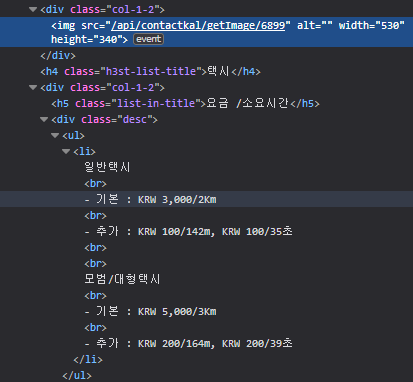 <div class="col-1-2">
<img src="/api/contactkal/getImage/6899" alt="" width="530"
height="340"> event
</div>
<h4 class="h3st-list-title">택시</h4>
<div class="col-1-2">
<h5 class="list-in-title">요금 /소요시간</h5>
<div class="desc">
<ul>
<li>
일반택시
<br>
- 기본 : KRW 3,000/2Km
<br>
- 추가 : KRW 100/142m, KRW 100/35초
<br>
<br>
모범/대형택시
<br>
- 기본 : KRW 5,000/3Km
<br>
- 추가 : KRW 200/164m, KRW 200/39초
</li>
</ul>